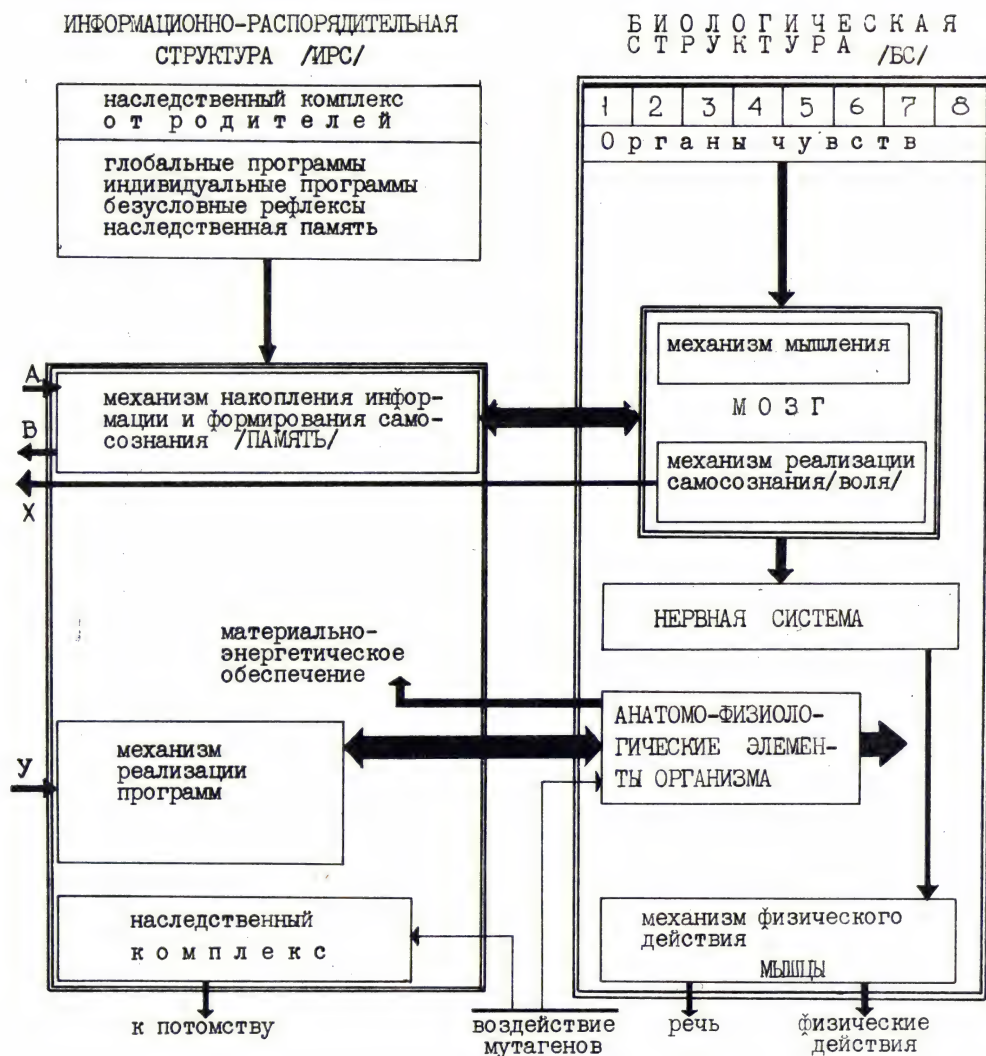 ИНФОРМАЦИОННО-РАСПОРЯДИТЕЛЬНАЯ
СТРУКТУРА /ИРС/
наследственный комплекс
от родителей
глобальные программы
индивидуальные программы
безусловные рефлексы
наследственная память
А
В
Х
механизм накопления инфор-
мации и формирования само-
сознания /ПАМЯТЬ/
материально-
энергетическое
обеспечение
У
механизм
реализации
программ
наследственный
комплекс
к потомству
воздействие
мутагенов
БИОЛОГИЧЕСКАЯ
СТРУКТУРА /БС/
1 2 3 4 5 6 7 8
Органы чувств
механизм мышления
МОЗГ
механизм реализации
самосознания/воля/
НЕРВНАЯ СИСТЕМА
АНАТОМО-ФИЗИОЛО-
ГИЧЕСКИЕ ЭЛЕМЕН-
ТЫ ОРГАНИЗМА
механизм физического
действия
МЫШЦЫ
речь
физические
действия